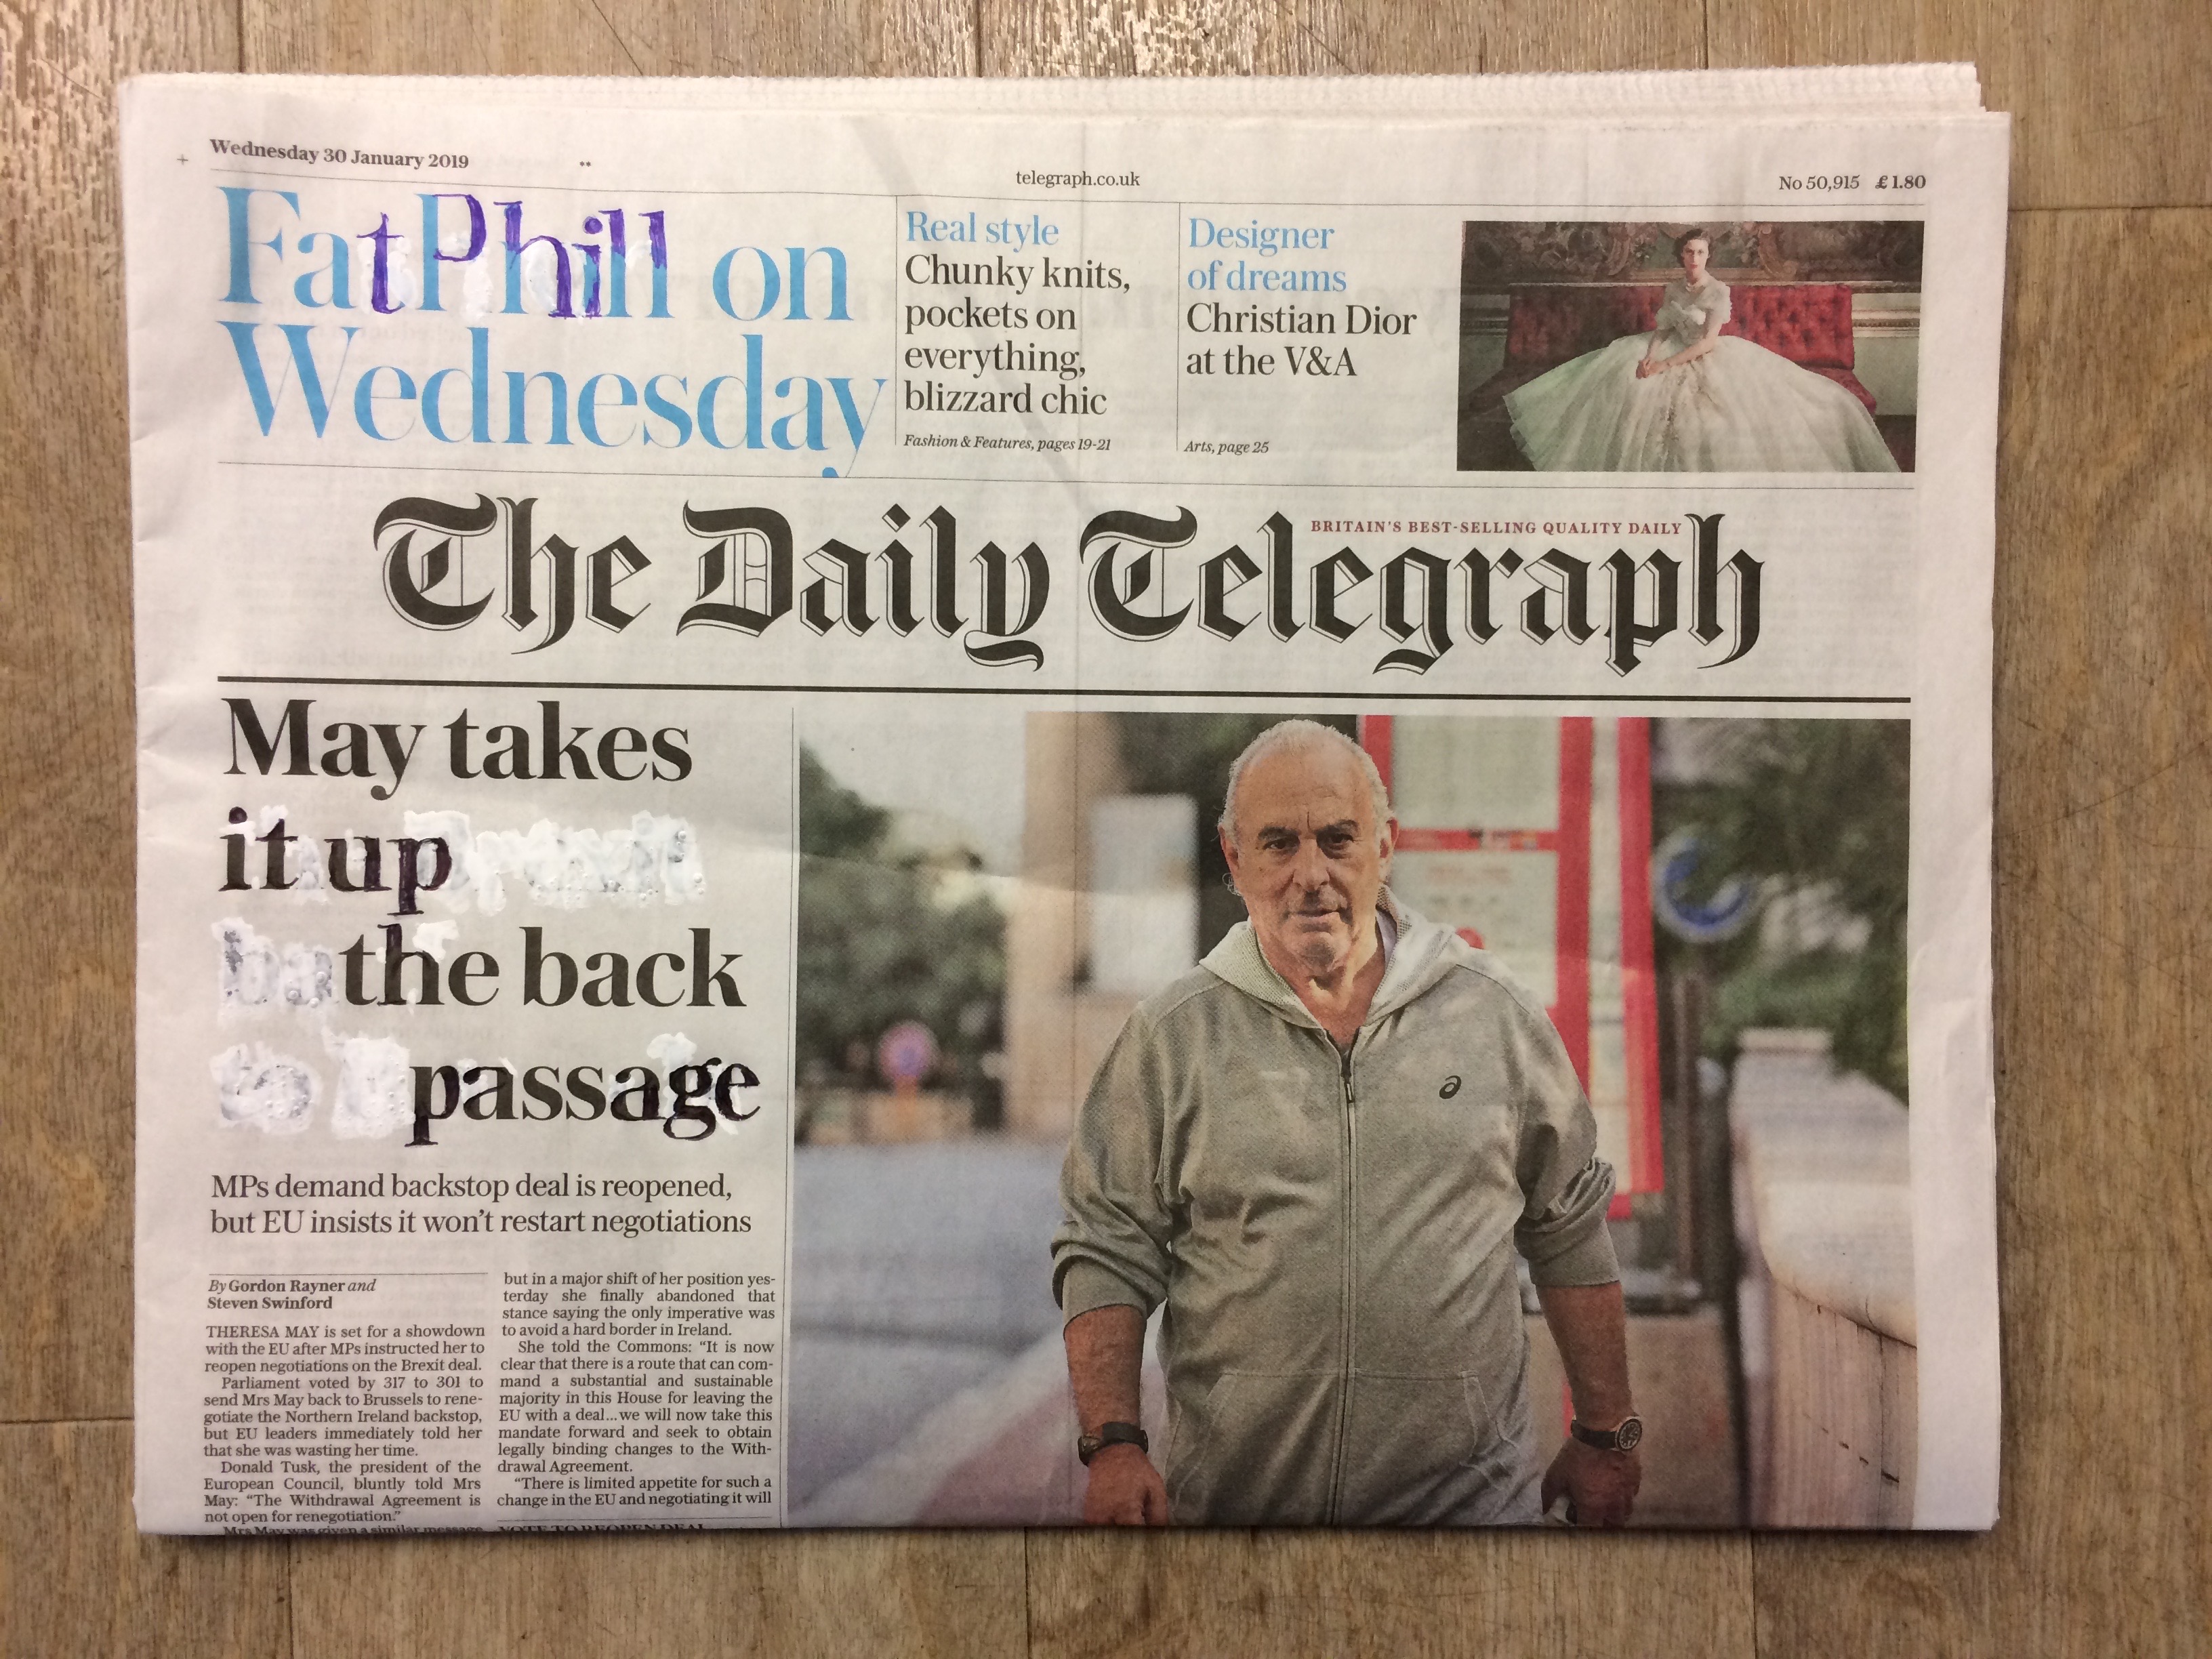 Wednesday 30 January 2019
**
telegraph.co.uk
No 50,915 £1.80
FatPhill on
Wednesday
Real style
Chunky knits,
pockets on
everything,
blizzard chic
Fashion & Features, pages 19-21
Designer
of dreams
Christian Dior
at the V&A
Arts, page 25
The Daily Telegraph
BRITAIN'S BEST-SELLING QUALITY DAILY
May takes
it up
the back
passage
MPs demand backstop deal is reopened,
but EU insists it won't restart negotiations
By Gordon Rayner and
Steven Swinford
THERESA MAY is set for a showdown
with the EU after MPs instructed her to
reopen negotiations on the Brexit deal.
Parliament voted by 317 to 301 to
send Mrs May back to Brussels to rene-
gotiate the Northern Ireland backstop,
but EU leaders immediately told her
that she was wasting her time.
Donald Tusk, the president of the
European Council, bluntly told Mrs
May: "The Withdrawal Agreement is
not open for renegotiation."
Mrs May was given a similar message
but in a major shift of her position yes-
terday she finally abandoned that
stance saying the only imperative was
to avoid a hard border in Ireland.
She told the Commons: "It is now
clear that there is a route that can com-
mand a substantial and sustainable
majority in this House for leaving the
EU with a deal... we will now take this
mandate forward and seek to obtain
legally binding changes to the With-
drawal Agreement.
"There is limited appetite for such a
change in the EU and negotiating it will
VOTE TO REOPEN DEAL